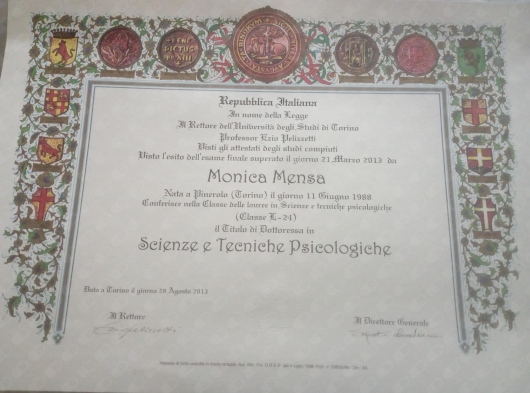 Repubblica Italiana
In nome della Legge
Il Rettore dell'Università degli Studi di Torino
Professor Ezio Pelizzetti
Visti gli attestati degli studi compiuti
Visto l'esito dell'esame finale superato il giorno 21 Marzo 2013 da
Monica Mensa
Nata a Pinerolo (Torino) il giorno 11 Giugno 1988
Conferisce nella Classe delle lauree in Scienze e tecniche psicologiche
(Classe L-24)
il Titolo di Dottoressa in
Scienze e Tecniche Psicologiche
Dato a Torino il giorno 28 Agosto 2013
Il Rettore
Il Direttore Generale